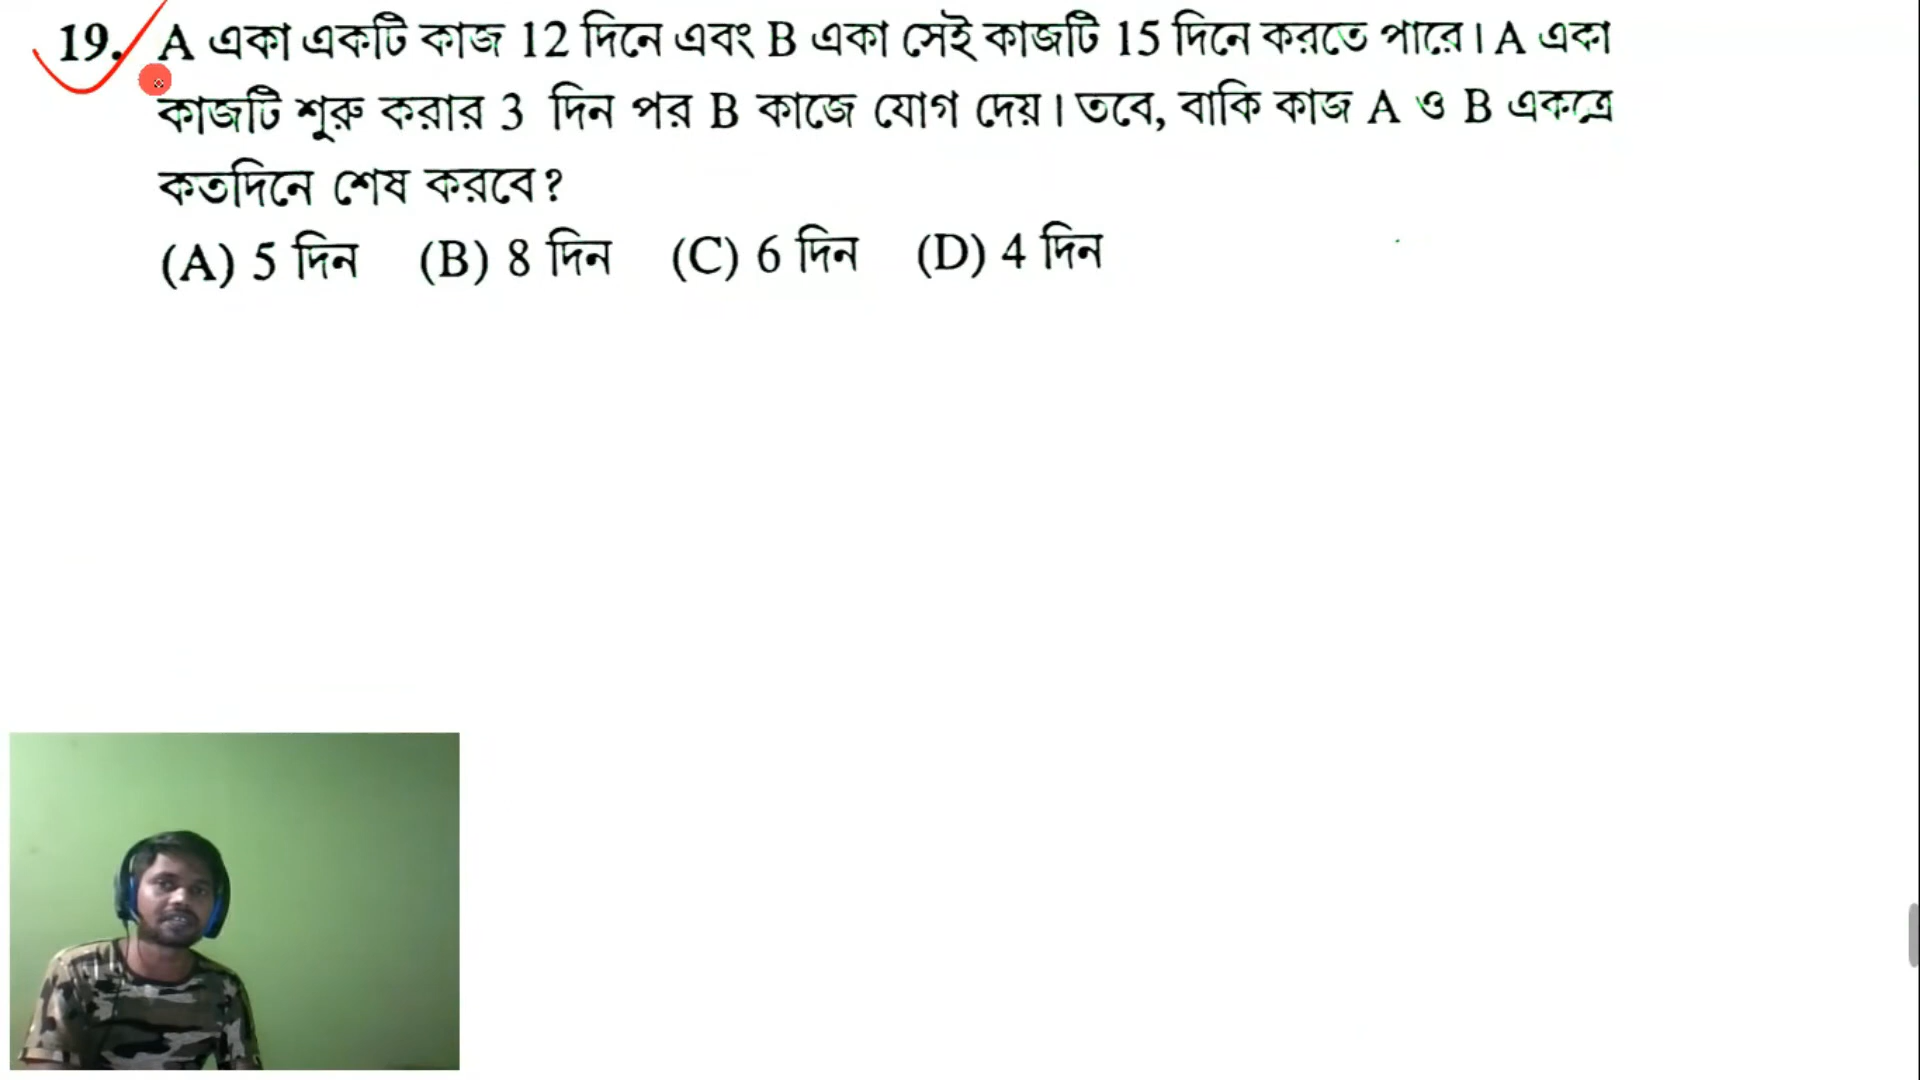 19. A একা একটি কাজ 12 দিনে এবং B একা সেই কাজটি 15 দিনে করতে পারে। A একা
কাজটি শুরু করার 3 দিন পর B কাজে যোগ দেয়। তবে, বাকি কাজ A ও B একত্রে
কতদিনে শেষ করবে?
(A) 5 দিন (B) 8 দিন (C) 6 দিন (D) 4 দিন